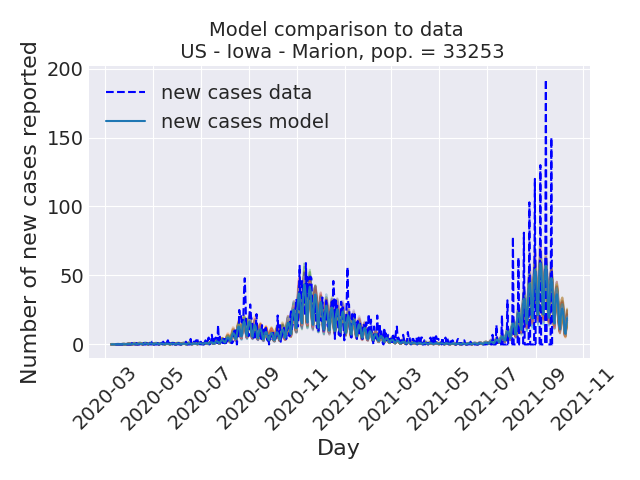 Model comparison to data
US - Iowa - Marion, pop. = 33253
Number of new cases reported
200
150
100
50
0
new cases data
new cases model
2020-03
2020-05
2020-07
2020-09
2020-11
2021-01
2021-03
2021-05
2021-07
2021-09
2021-11
Day